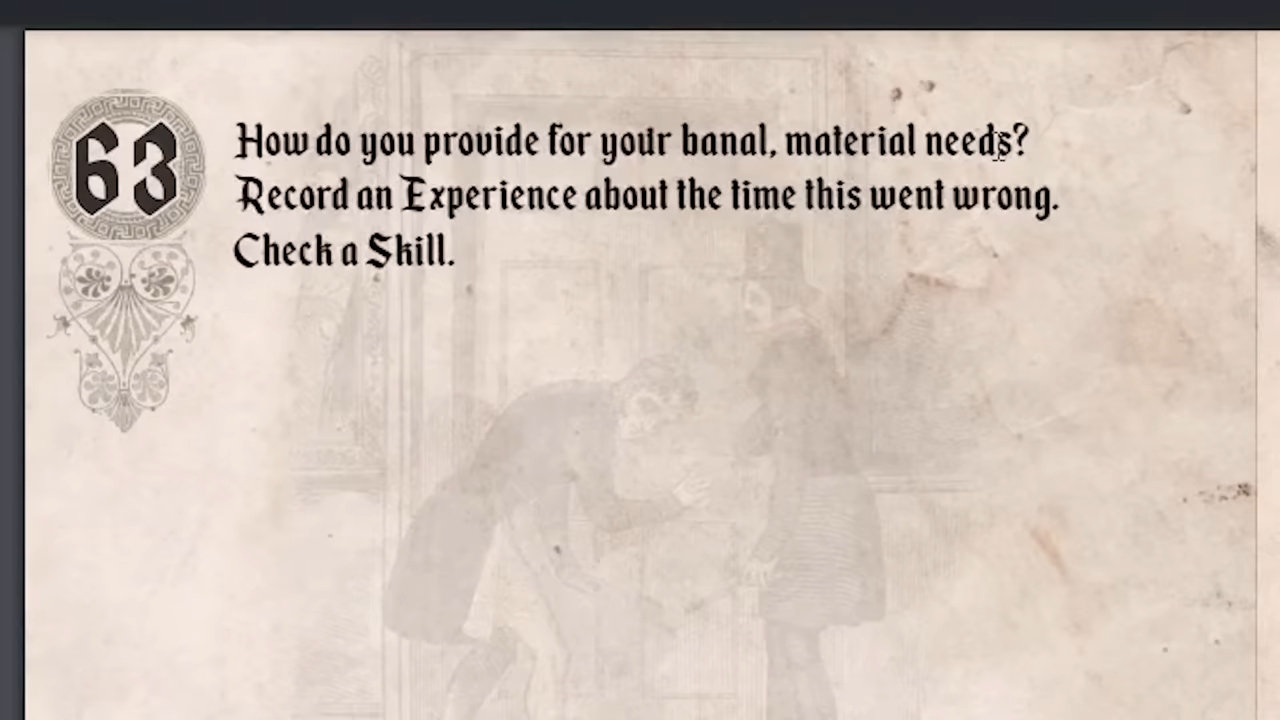 63
How do you provide for your banal, material needs?
Record an Experience about the time this went wrong.
Check a Skill.